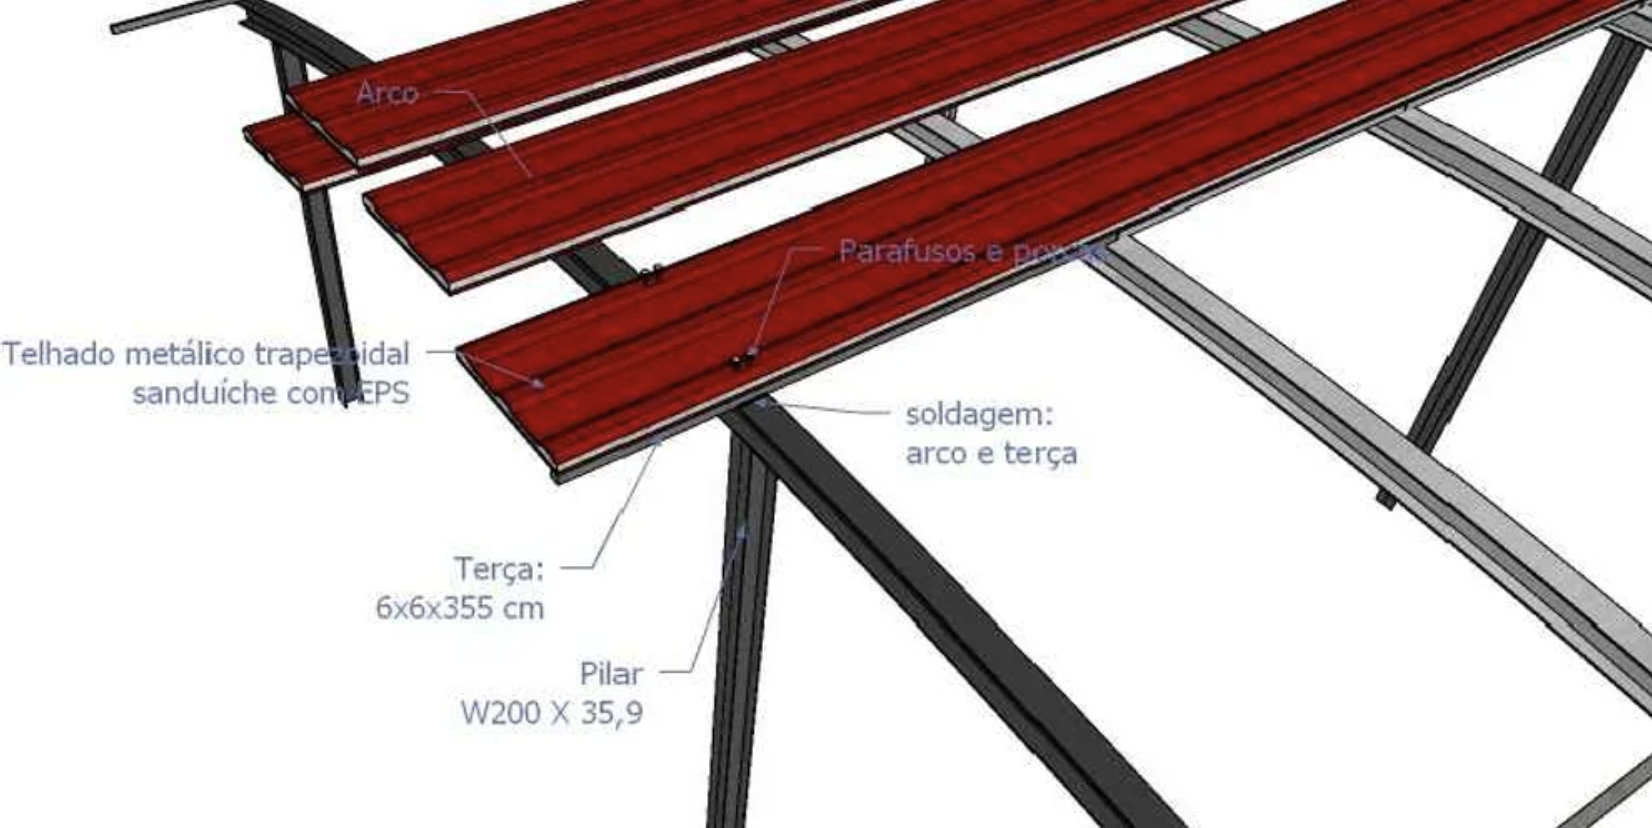 Arco
Parafusos e porcas
Telhado metálico trapezoidal
sanduíche com EPS
soldagem:
arco e terça
Terça:
6x6x355 cm
Pilar
W200 X 35,9